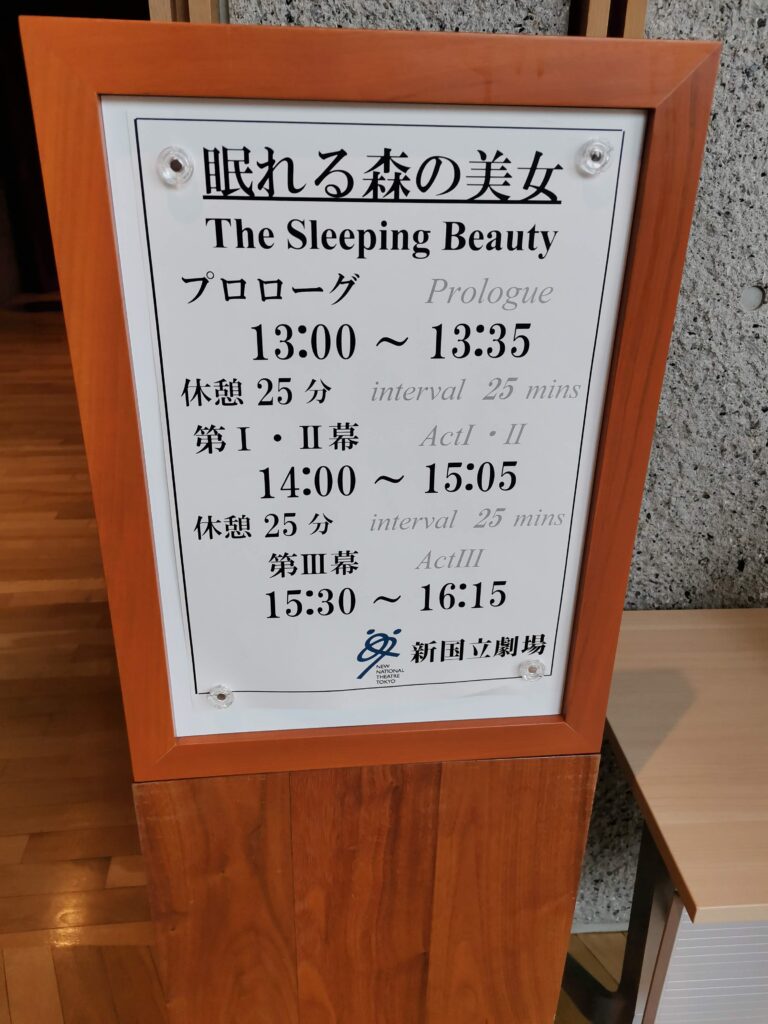 眠れる森の美女
The Sleeping Beauty
プロローグ Prologue
13:00 ～ 13:35
休憩 25 分 interval 25 mins
第Ⅰ・Ⅱ幕 ActⅠ・Ⅱ
14:00 ～ 15:05
休憩 25 分 interval 25 mins
第Ⅲ幕 ActⅢ
15:30 ～ 16:15
新国立劇場
NEW
NATIONAL
THEATRE
TOKYO